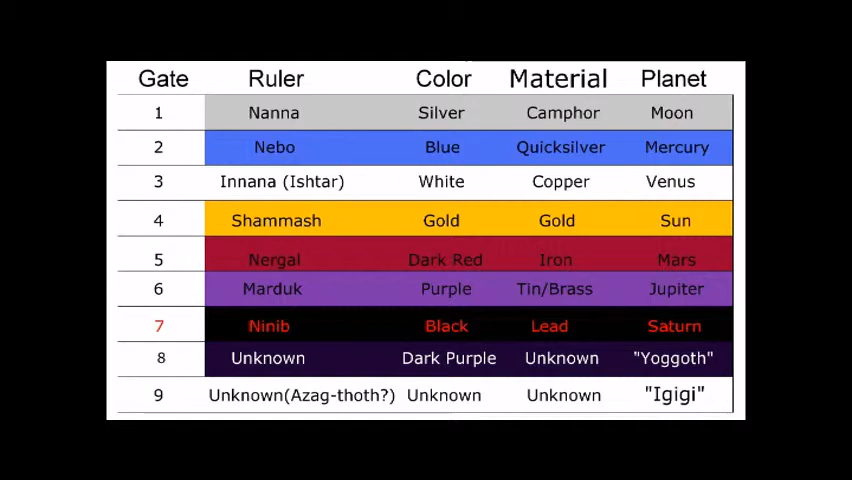 Gate Ruler Color Material Planet
1 Nanna Silver Camphor Moon
2 Nebo Blue Quicksilver Mercury
3 Innana (Ishtar) White Copper Venus
4 Shammash Gold Gold Sun
5 Nergal Dark Red Iron Mars
6 Marduk Purple Tin/Brass Jupiter
7 Ninib Black Lead Saturn
8 Unknown Dark Purple Unknown "Yoggoth"
9 Unknown(Azag-thoth?) Unknown Unknown "Igigi"